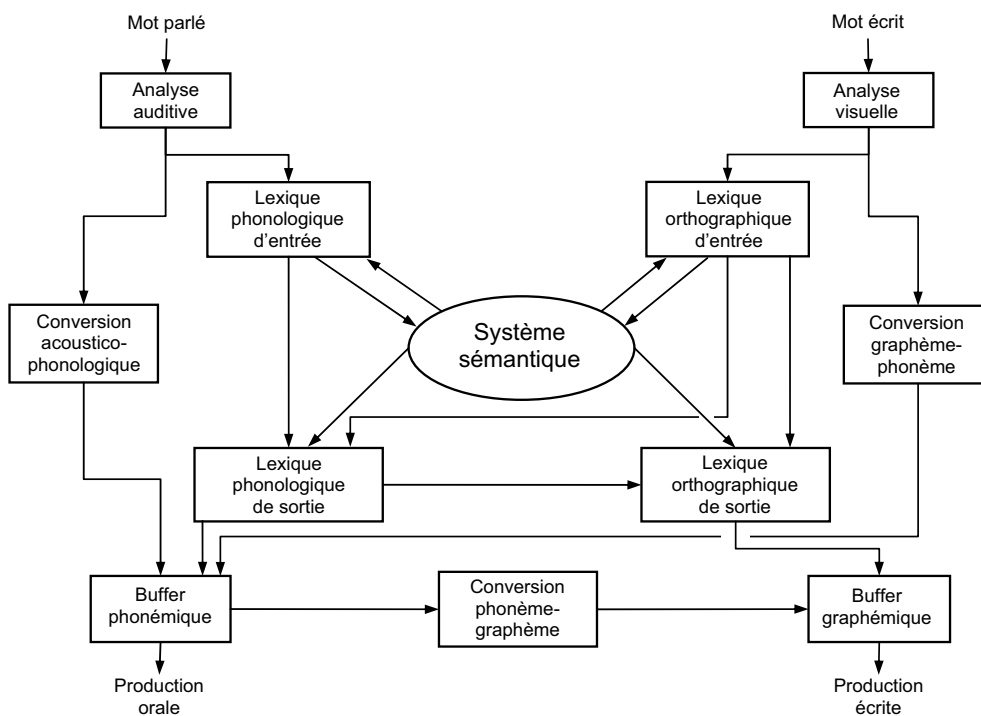 Mot parlé
Mot écrit
Analyse
auditive
Analyse
visuelle
Lexique
phonologique
d'entrée
Lexique
orthographique
d'entrée
Conversion
acoustico-
phonologique
Système
sémantique
Conversion
graphème-
phonème
Lexique
phonologique
de sortie
Lexique
orthographique
de sortie
Buffer
phonémique
Conversion
phonème-
graphème
Buffer
graphémique
Production
orale
Production
écrite